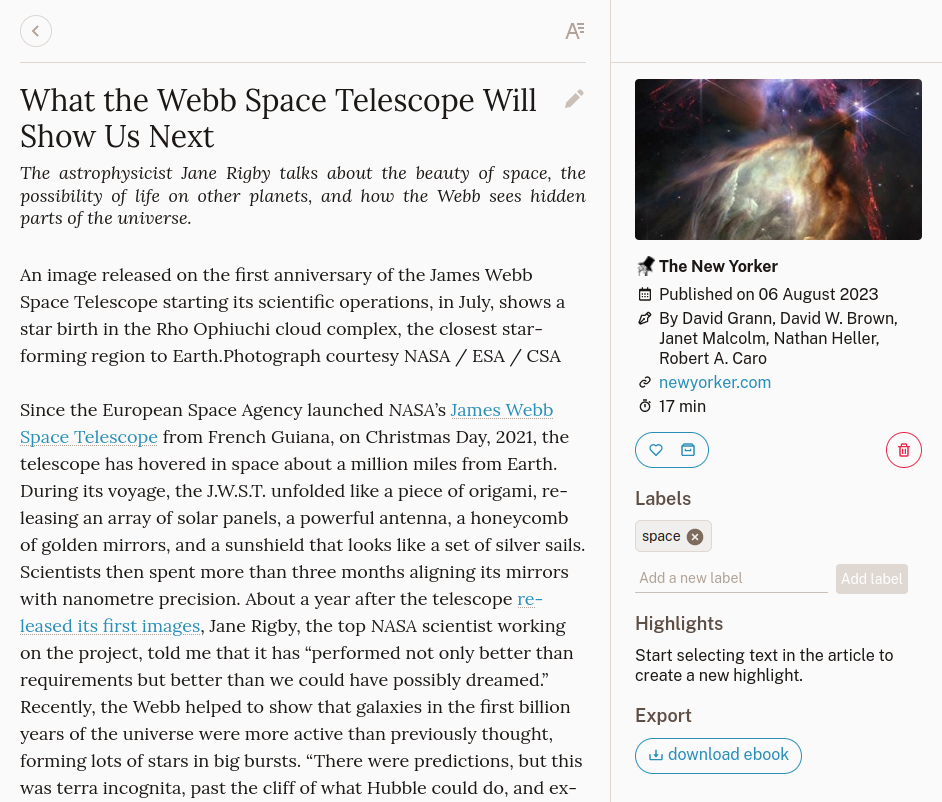 What the Webb Space Telescope Will
Show Us Next
The astrophysicist Jane Rigby talks about the beauty of space, the
possibility of life on other planets, and how the Webb sees hidden
parts of the universe.
An image released on the first anniversary of the James Webb
Space Telescope starting its scientific operations, in July, shows a
star birth in the Rho Ophiuchi cloud complex, the closest star-
forming region to Earth.Photograph courtesy NASA / ESA / CSA
Since the European Space Agency launched NASA’s James Webb
Space Telescope from French Guiana, on Christmas Day, 2021, the
telescope has hovered in space about a million miles from Earth.
During its voyage, the J.W.S.T. unfolded like a piece of origami, re-
leasing an array of solar panels, a powerful antenna, a honeycomb
of golden mirrors, and a sunshield that looks like a set of silver sails.
Scientists then spent more than three months aligning its mirrors
with nanometre precision. About a year after the telescope re-
leased its first images, Jane Rigby, the top NASA scientist working
on the project, told me that it has “performed not only better than
requirements but better than we could have possibly dreamed.”
Recently, the Webb helped to show that galaxies in the first billion
years of the universe were more active than previously thought,
forming lots of stars in big bursts. “There were predictions, but this
was terra incognita, past the cliff of what Hubble could do, and ex-
The New Yorker
Published on 06 August 2023
By David Grann, David W. Brown,
Janet Malcolm, Nathan Heller,
Robert A. Caro
newyorker.com
17 min
Labels
space
Add a new label
Add label
Highlights
Start selecting text in the article to
create a new highlight.
Export
download ebook